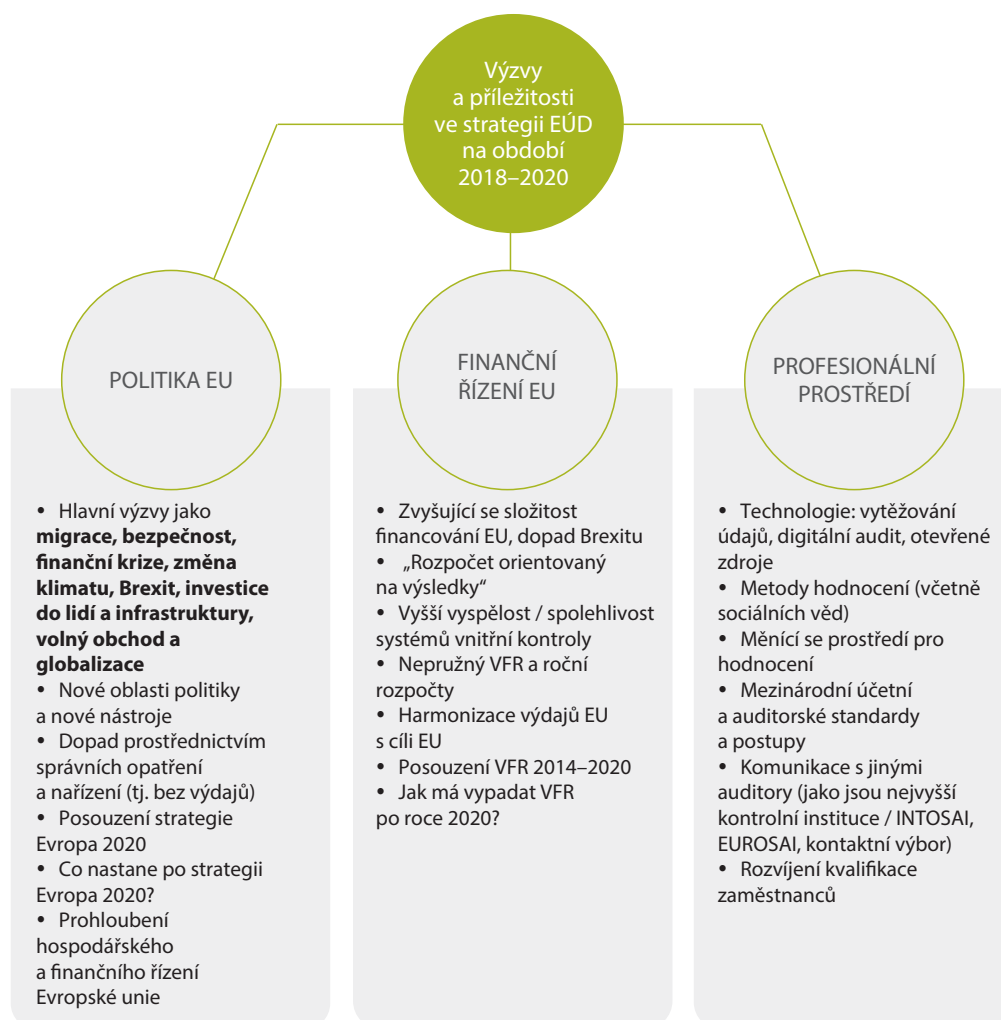 Výzvy
a příležitosti
ve strategii EÚD
na období
2018–2020
POLITIKA EU
• Hlavní výzvy jako
migrace, bezpečnost,
finanční krize, změna
klimatu, Brexit, investice
do lidí a infrastruktury,
volný obchod a
globalizace
• Nové oblasti politiky
a nové nástroje
• Dopad prostřednictvím
správních opatření
a nařízení (tj. bez výdajů)
• Posouzení strategie
Evropa 2020
• Co nastane po strategii
Evropa 2020?
• Prohloubení
hospodářského
a finančního řízení
Evropské unie
FINANČNÍ
ŘÍZENÍ EU
• Zvyšující se složitost
financování EU, dopad Brexitu
• „Rozpočet orientovaný
na výsledky“
• Vyšší vyspělost / spolehlivost
systémů vnitřní kontroly
• Nepružný VFR a roční
rozpočty
• Harmonizace výdajů EU
s cíli EU
• Posouzení VFR 2014–2020
• Jak má vypadat VFR
po roce 2020?
PROFESIONÁLNÍ
PROSTŘEDÍ
• Technologie: vytěžování
údajů, digitální audit, otevřené
zdroje
• Metody hodnocení (včetně
sociálních věd)
• Měnící se prostředí pro
hodnocení
• Mezinárodní účetní
a auditorské standardy
a postupy
• Komunikace s jinými
auditory (jako jsou nejvyšší
kontrolní instituce / INTOSAI,
EUROSAI, kontaktní výbor)
• Rozvíjení kvalifikace
zaměstnanců